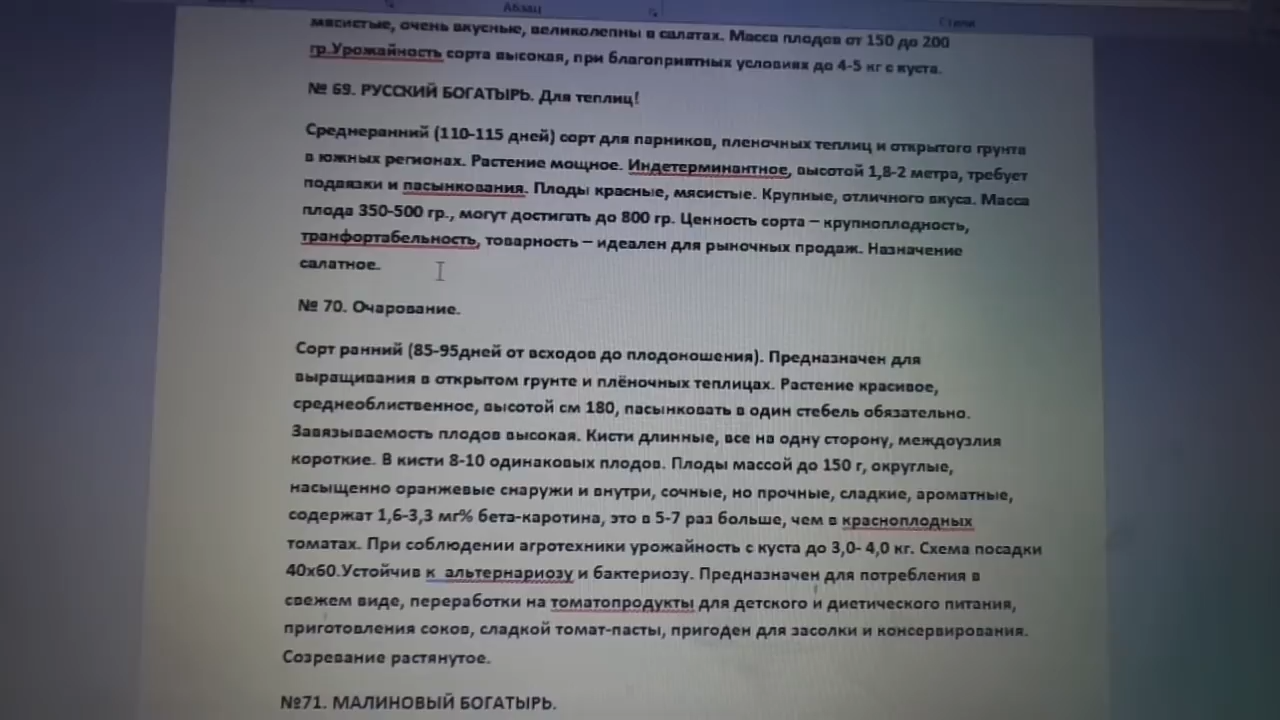 Абзац
Стили
мясистые, очень вкусные, великолепны в салатах. Масса плодов от 150 до 200
гр.Урожайность сорта высокая, при благоприятных условиях до 4-5 кг с куста.
№ 69. РУССКИЙ БОГАТЫРЬ. Для теплиц!
Среднеранний (110-115 дней) сорт для парников, пленочных теплиц и открытого грунта
в южных регионах. Растение мощное. Индетерминантное, высотой 1,8-2 метра, требует
подвязки и пасынкования. Плоды красные, мясистые. Крупные, отличного вкуса. Масса
плода 350-500 гр., могут достигать до 800 гр. Ценность сорта – крупноплодность,
транфортабельность, товарность – идеален для рыночных продаж. Назначение
салатное.
№ 70. Очарование.
Сорт ранний (85-95дней от всходов до плодоношения). Предназначен для
выращивания в открытом грунте и плёночных теплицах. Растение красивое,
среднеоблиственное, высотой см 180, пасынковать в один стебель обязательно.
Завязываемость плодов высокая. Кисти длинные, все на одну сторону, междоузлия
короткие. В кисти 8-10 одинаковых плодов. Плоды массой до 150 г, округлые,
насыщенно оранжевые снаружи и внутри, сочные, но прочные, сладкие, ароматные,
содержат 1,6-3,3 мг% бета-каротина, это в 5-7 раз больше, чем в красноплодных
томатах. При соблюдении агротехники урожайность с куста до 3,0- 4,0 кг. Схема посадки
40х60.Устойчив к  альтернариозу и бактериозу. Предназначен для потребления в
свежем виде, переработки на томатопродукты для детского и диетического питания,
приготовления соков, сладкой томат-пасты, пригоден для засолки и консервирования.
Созревание растянутое.
№71. МАЛИНОВЫЙ БОГАТЫРЬ.